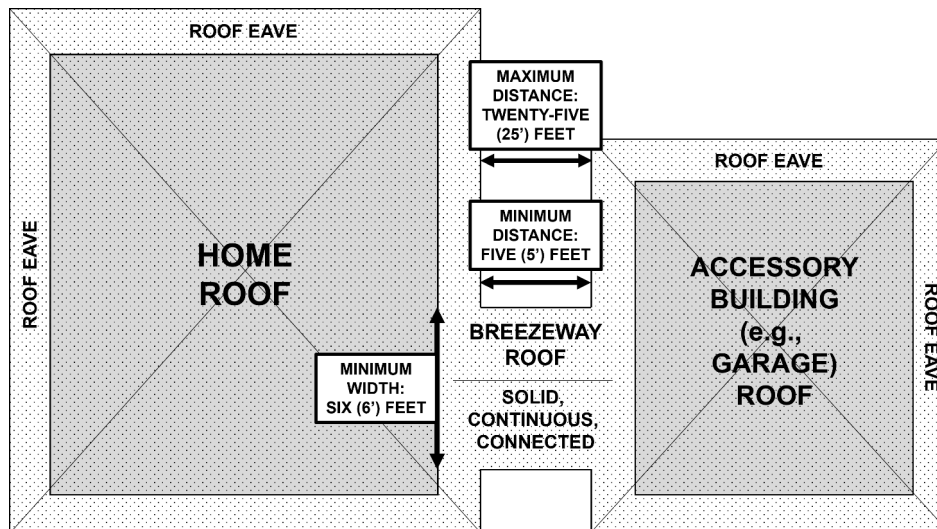 ROOF EAVE
ROOF EAVE
HOME
ROOF
MAXIMUM
DISTANCE:
TWENTY-FIVE
(25') FEET
MINIMUM
DISTANCE:
FIVE (5') FEET
MINIMUM
WIDTH:
SIX (6') FEET
BREEZEWAY
ROOF
SOLID,
CONTINUOUS,
CONNECTED
ROOF EAVE
ACCESSORY
BUILDING
(e.g.,
GARAGE)
ROOF
ROOF EAVE